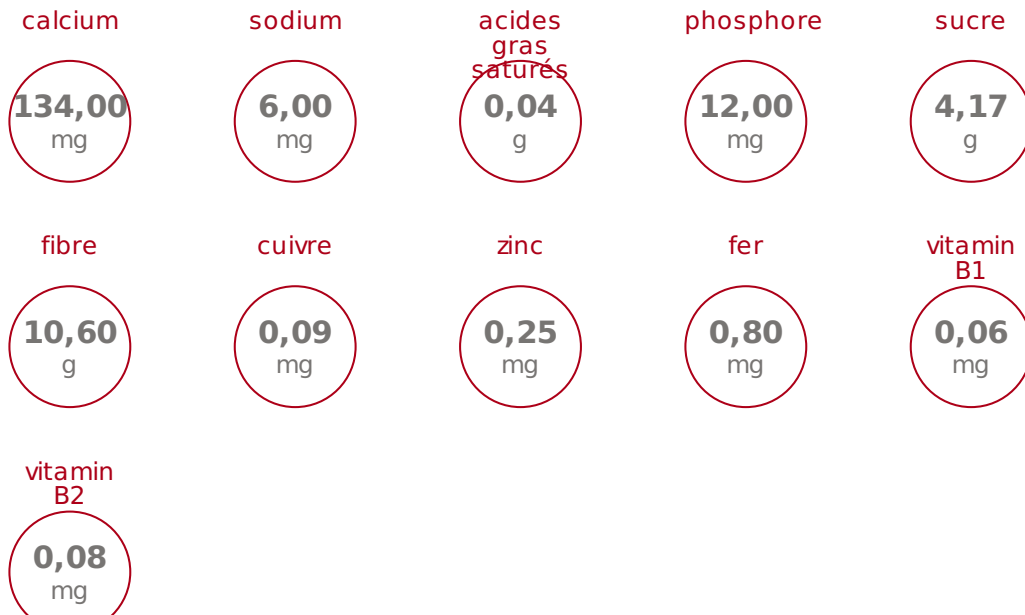 calcium
134,00
mg
sodium
6,00
mg
acides
gras
saturés
0,04
g
phosphore
12,00
mg
sucre
4,17
g
fibre
10,60
g
cuivre
0,09
mg
zinc
0,25
mg
fer
0,80
mg
vitamin
B1
0,06
mg
vitamin
B2
0,08
mg